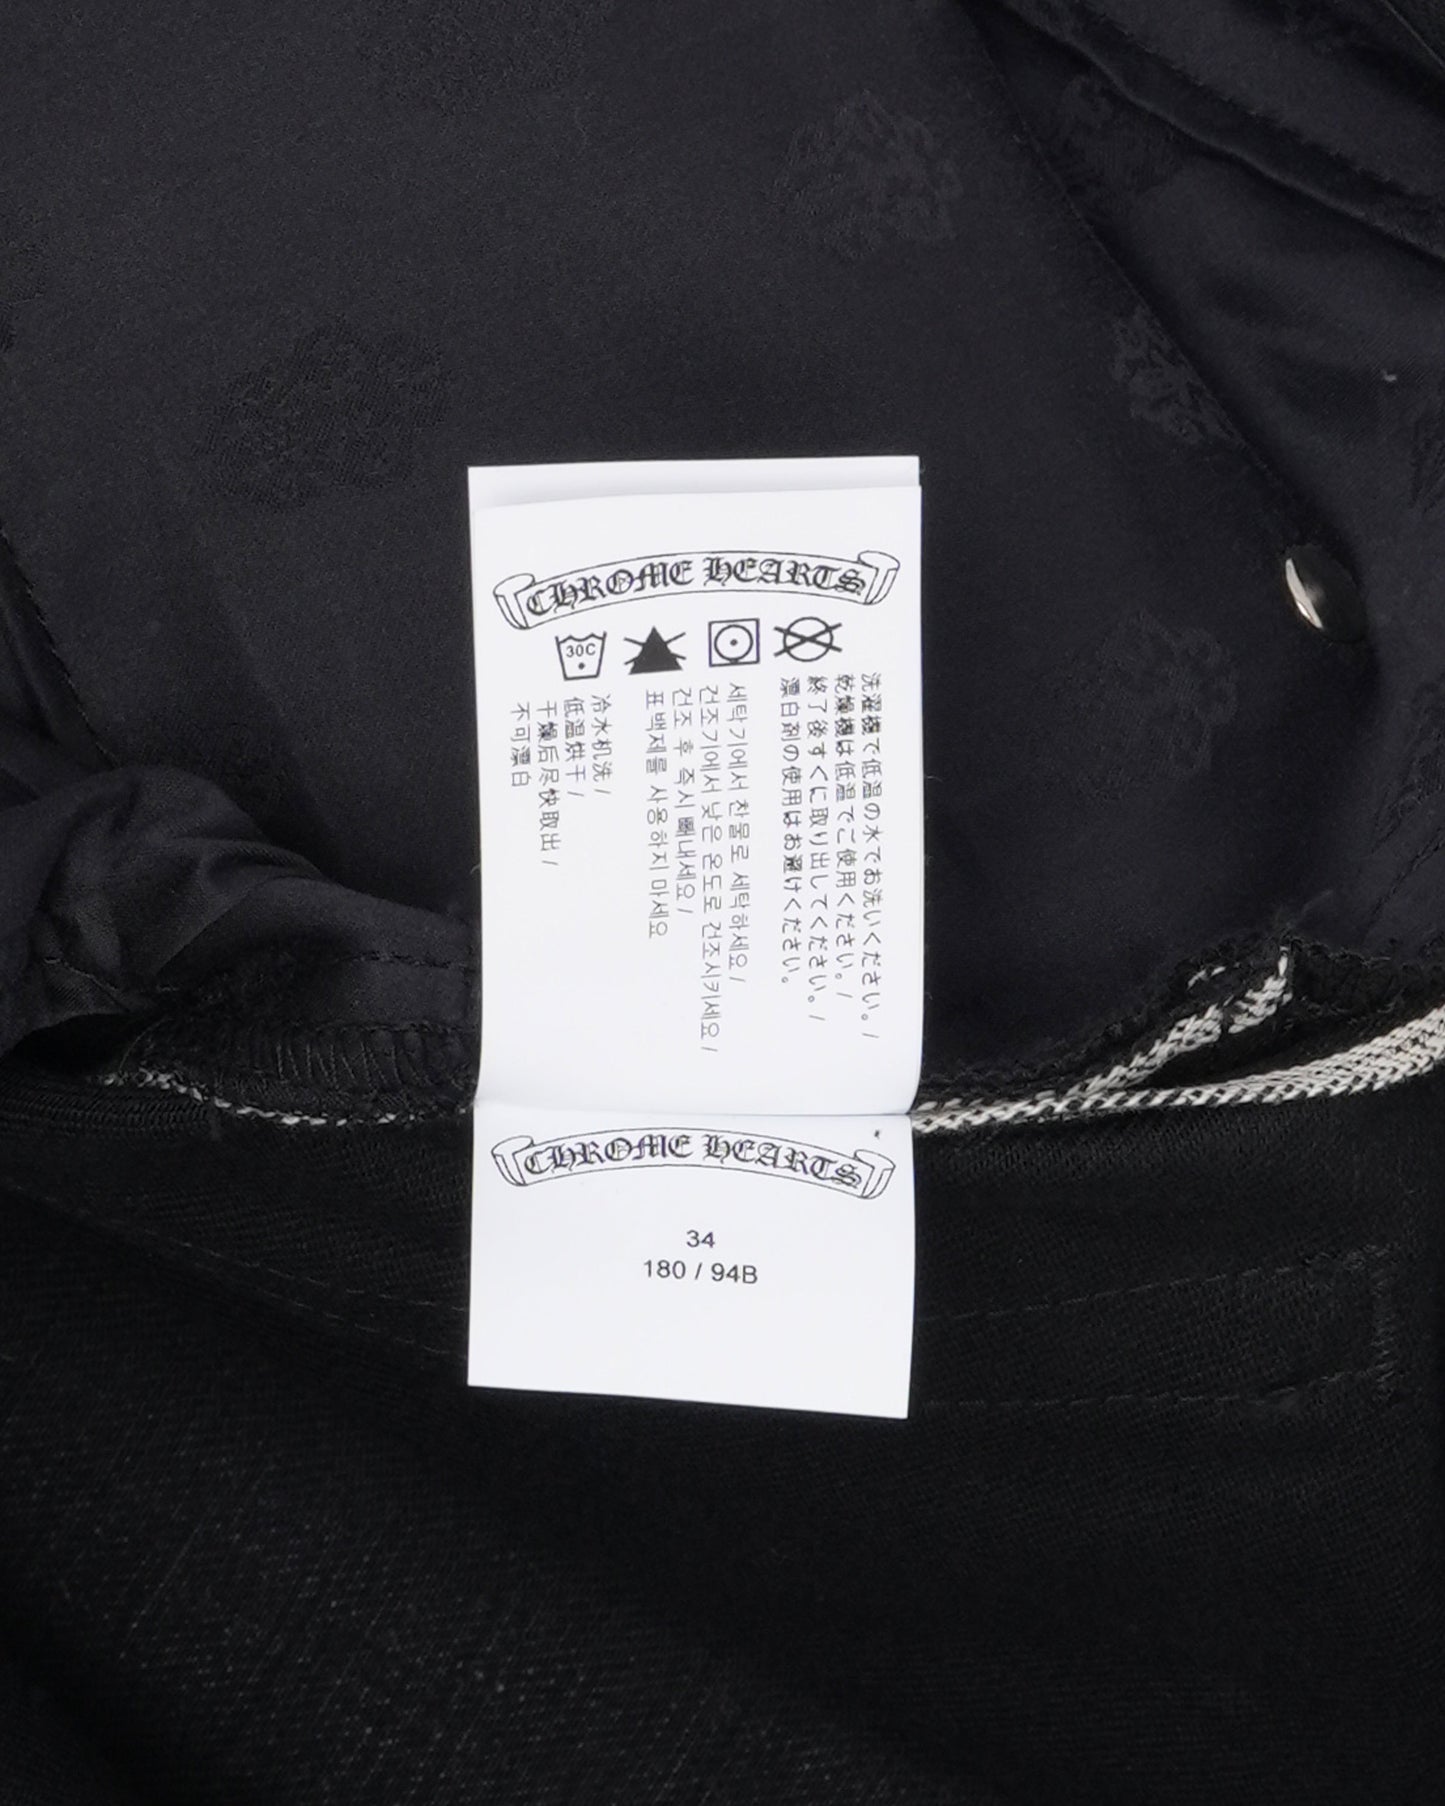 CHROME HEARTS
30C
洗濯機で低温の水でお洗いください。/
乾燥機は低温でご使用ください。/
終了後すぐに取り出してください。/
漂白剤の使用はお避けください。
세탁기에서 찬물로 세탁하세요/
건조기에서 낮은 온도로 건조시키세요/
건조 후 즉시 빼내세요/
표백제를 사용하지 마세요
冷水机洗/
低温烘干/
干燥后尽快取出/
不可漂白
CHROME HEARTS
34
180 / 94B